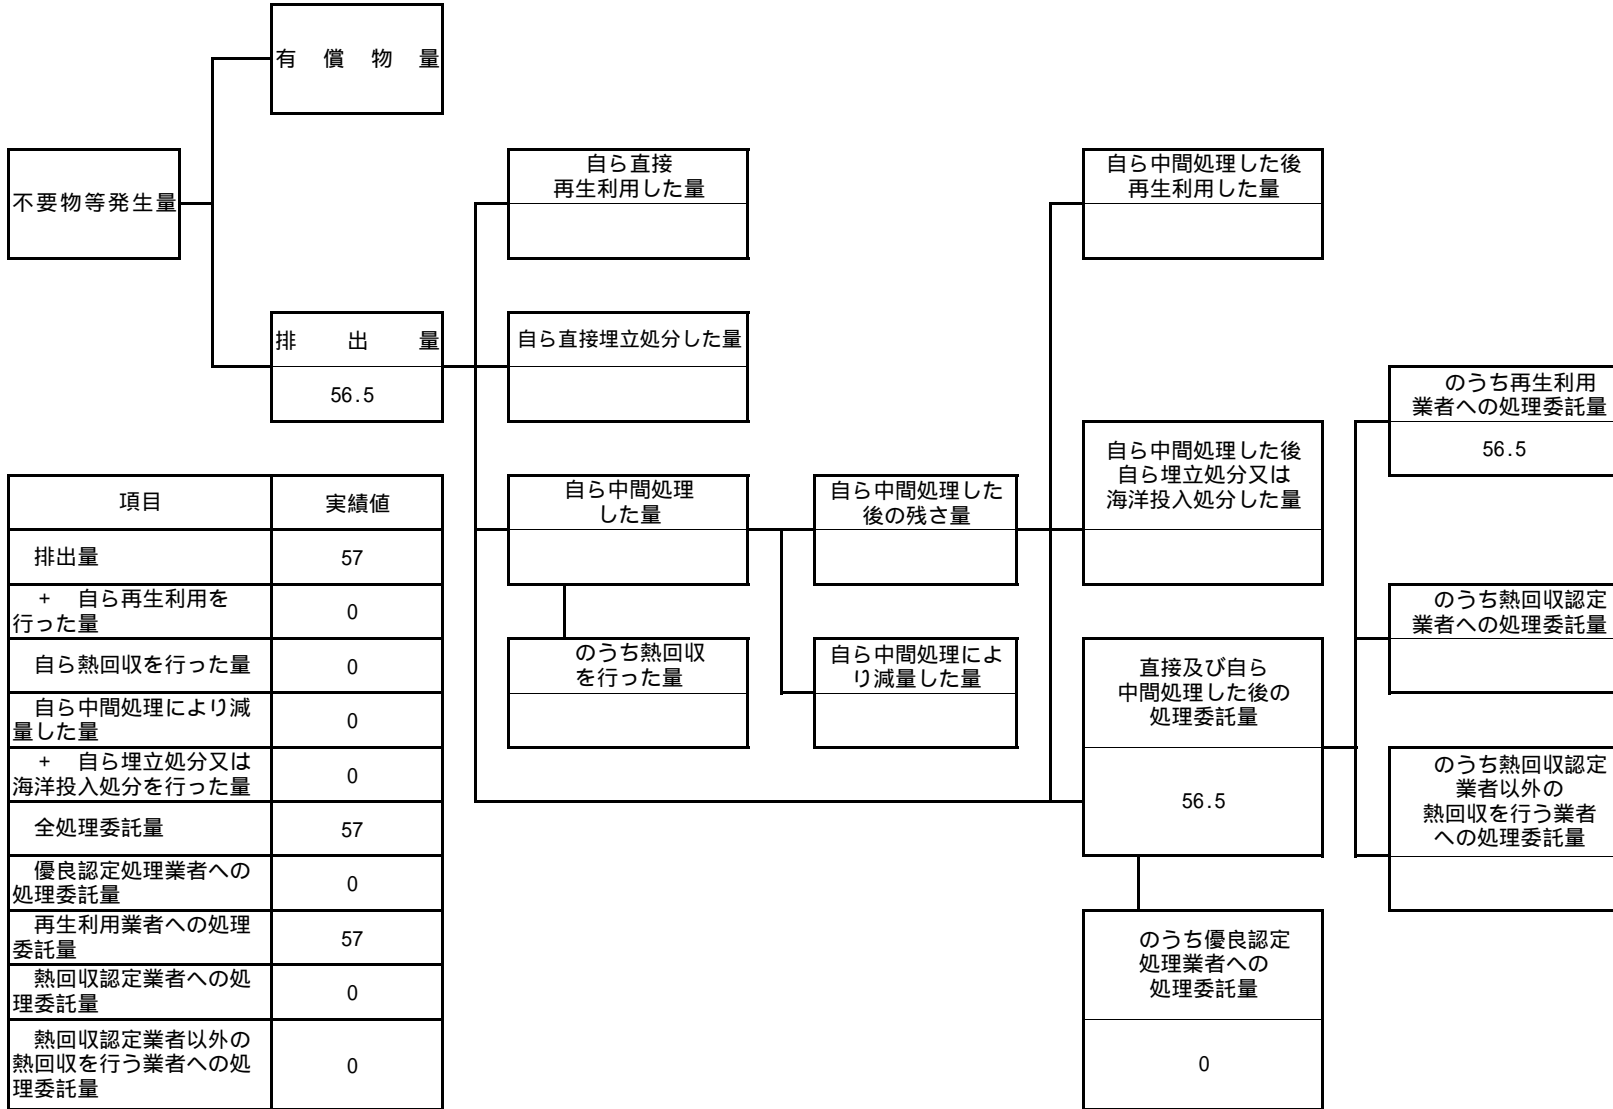 有 償 物 量
不要物等発生量
自ら直接
再生利用した量
自ら中間処理した後
再生利用した量
排 出 量
56.5
自ら直接埋立処分した量
のうち再生利用
業者への処理委託量
56.5
自ら中間処理
した量
自ら中間処理した
後の残さ量
自ら中間処理した後
自ら埋立処分又は
海洋投入処分した量
のうち熱回収
を行った量
自ら中間処理によ
り減量した量
直接及び自ら
中間処理した後の
処理委託量
56.5
のうち熱回収認定
業者への処理委託量
のうち熱回収認定
業者以外の
熱回収を行う業者
への処理委託量
のうち優良認定
処理業者への
処理委託量
0
項目 実績値
排出量 57
+ 自ら再生利用を
行った量 0
自ら熱回収を行った量 0
自ら中間処理により減
量した量 0
+ 自ら埋立処分又は
海洋投入処分を行った量 0
全処理委託量 57
優良認定処理業者への
処理委託量 0
再生利用業者への処理
委託量 57
熱回収認定業者への処
理委託量 0
熱回収認定業者以外の
熱回収を行う業者への処
理委託量 0